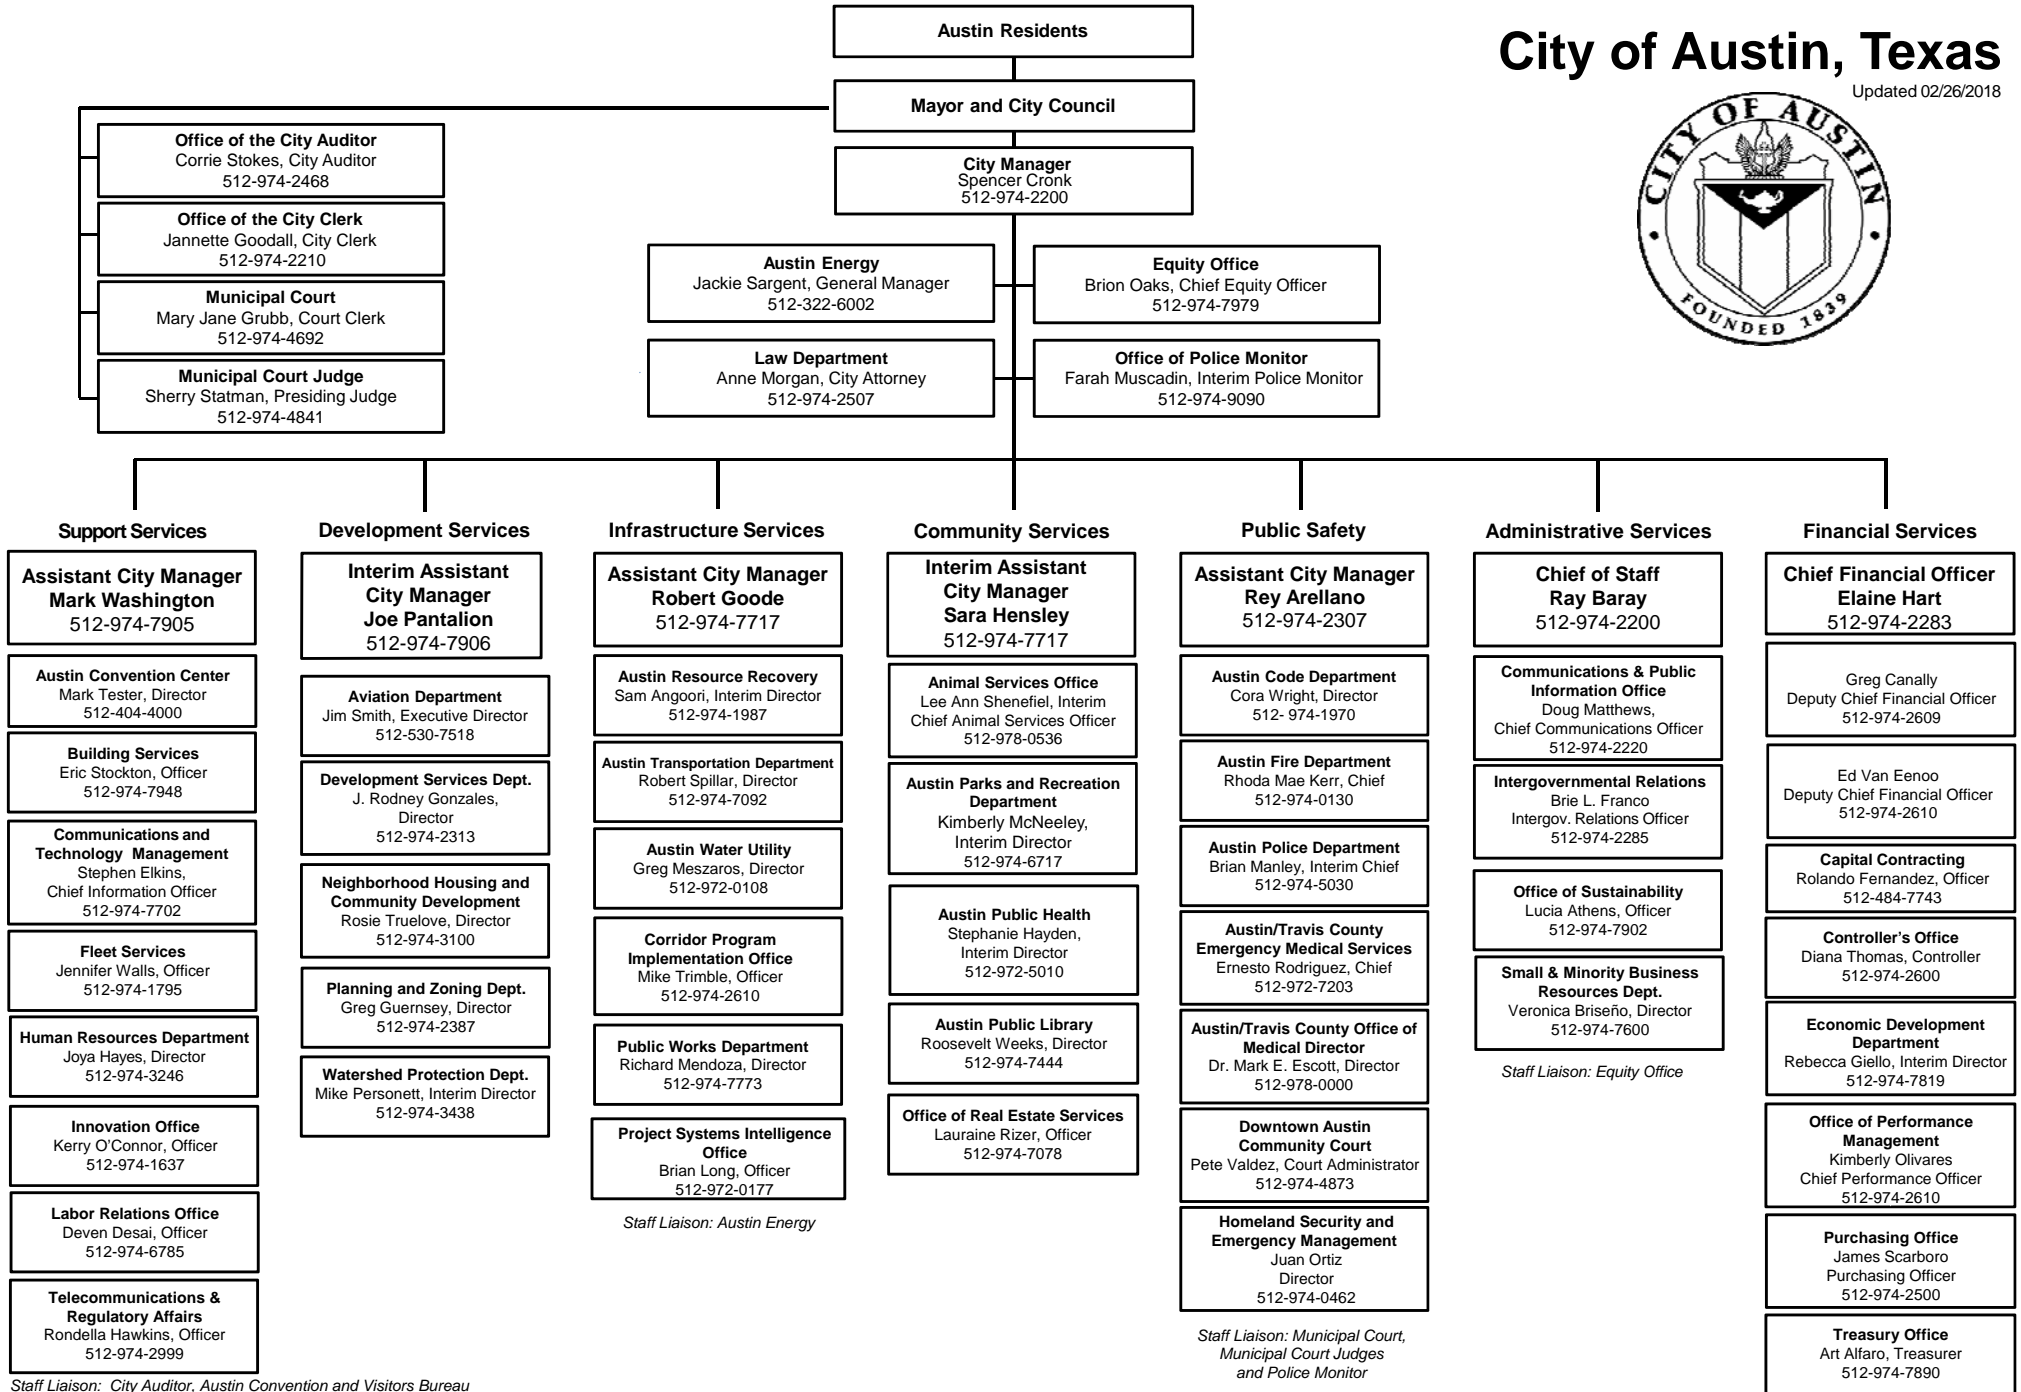 Austin Residents
City of Austin, Texas
Updated 02/26/2018
CITY OF AUSTIN
FOUNDED 1839
Mayor and City Council
City Manager
Spencer Cronk
512-974-2200
Office of the City Auditor
Corrie Stokes, City Auditor
512-974-2468
Office of the City Clerk
Jannette Goodall, City Clerk
512-974-2210
Municipal Court
Mary Jane Grubb, Court Clerk
512-974-4692
Municipal Court Judge
Sherry Statman, Presiding Judge
512-974-4841
Austin Energy
Jackie Sargent, General Manager
512-322-6002
Equity Office
Brion Oaks, Chief Equity Officer
512-974-7979
Law Department
Anne Morgan, City Attorney
512-974-2507
Office of Police Monitor
Farah Muscadin, Interim Police Monitor
512-974-9090
Support Services
Assistant City Manager
Mark Washington
512-974-7905
Austin Convention Center
Mark Tester, Director
512-404-4000
Building Services
Eric Stockton, Officer
512-974-7948
Communications and
Technology Management
Stephen Elkins,
Chief Information Officer
512-974-7702
Fleet Services
Jennifer Walls, Officer
512-974-1795
Human Resources Department
Joya Hayes, Director
512-974-3246
Innovation Office
Kerry O'Connor, Officer
512-974-1637
Labor Relations Office
Deven Desai, Officer
512-974-6785
Telecommunications &
Regulatory Affairs
Rondella Hawkins, Officer
512-974-2999
Staff Liaison: City Auditor, Austin Convention and Visitors Bureau
Development Services
Interim Assistant
City Manager
Joe Pantalion
512-974-7906
Aviation Department
Jim Smith, Executive Director
512-530-7518
Development Services Dept.
J. Rodney Gonzales,
Director
512-974-2313
Neighborhood Housing and
Community Development
Rosie Truelove, Director
512-974-3100
Planning and Zoning Dept.
Greg Guernsey, Director
512-974-2387
Watershed Protection Dept.
Mike Personett, Interim Director
512-974-3438
Infrastructure Services
Assistant City Manager
Robert Goode
512-974-7717
Austin Resource Recovery
Sam Angoori, Interim Director
512-974-1987
Austin Transportation Department
Robert Spillar, Director
512-974-7092
Austin Water Utility
Greg Meszaros, Director
512-972-0108
Corridor Program
Implementation Office
Mike Trimble, Officer
512-974-2610
Public Works Department
Richard Mendoza, Director
512-974-7773
Project Systems Intelligence
Office
Brian Long, Officer
512-972-0177
Staff Liaison: Austin Energy
Community Services
Interim Assistant
City Manager
Sara Hensley
512-974-7717
Animal Services Office
Lee Ann Shenefiel, Interim
Chief Animal Services Officer
512-978-0536
Austin Parks and Recreation
Department
Kimberly McNeeley,
Interim Director
512-974-6717
Austin Public Health
Stephanie Hayden,
Interim Director
512-972-5010
Austin Public Library
Roosevelt Weeks, Director
512-974-7444
Office of Real Estate Services
Lauraine Rizer, Officer
512-974-7078
Public Safety
Assistant City Manager
Rey Arellano
512-974-2307
Austin Code Department
Cora Wright, Director
512- 974-1970
Austin Fire Department
Rhoda Mae Kerr, Chief
512-974-0130
Austin Police Department
Brian Manley, Interim Chief
512-974-5030
Austin/Travis County
Emergency Medical Services
Ernesto Rodriguez, Chief
512-972-7203
Austin/Travis County Office of
Medical Director
Dr. Mark E. Escott, Director
512-978-0000
Downtown Austin
Community Court
Pete Valdez, Court Administrator
512-974-4873
Homeland Security and
Emergency Management
Juan Ortiz
Director
512-974-0462
Staff Liaison: Municipal Court,
Municipal Court Judges
and Police Monitor
Administrative Services
Chief of Staff
Ray Baray
512-974-2200
Communications & Public
Information Office
Doug Matthews,
Chief Communications Officer
512-974-2220
Intergovernmental Relations
Brie L. Franco
Intergov. Relations Officer
512-974-2285
Office of Sustainability
Lucia Athens, Officer
512-974-7902
Small & Minority Business
Resources Dept.
Veronica Briseño, Director
512-974-7600
Staff Liaison: Equity Office
Financial Services
Chief Financial Officer
Elaine Hart
512-974-2283
Greg Canally
Deputy Chief Financial Officer
512-974-2609
Ed Van Eenoo
Deputy Chief Financial Officer
512-974-2610
Capital Contracting
Rolando Fernandez, Officer
512-484-7743
Controller's Office
Diana Thomas, Controller
512-974-2600
Economic Development
Department
Rebecca Giello, Interim Director
512-974-7819
Office of Performance
Management
Kimberly Olivares
Chief Performance Officer
512-974-2610
Purchasing Office
James Scarboro
Purchasing Officer
512-974-2500
Treasury Office
Art Alfaro, Treasurer
512-974-7890